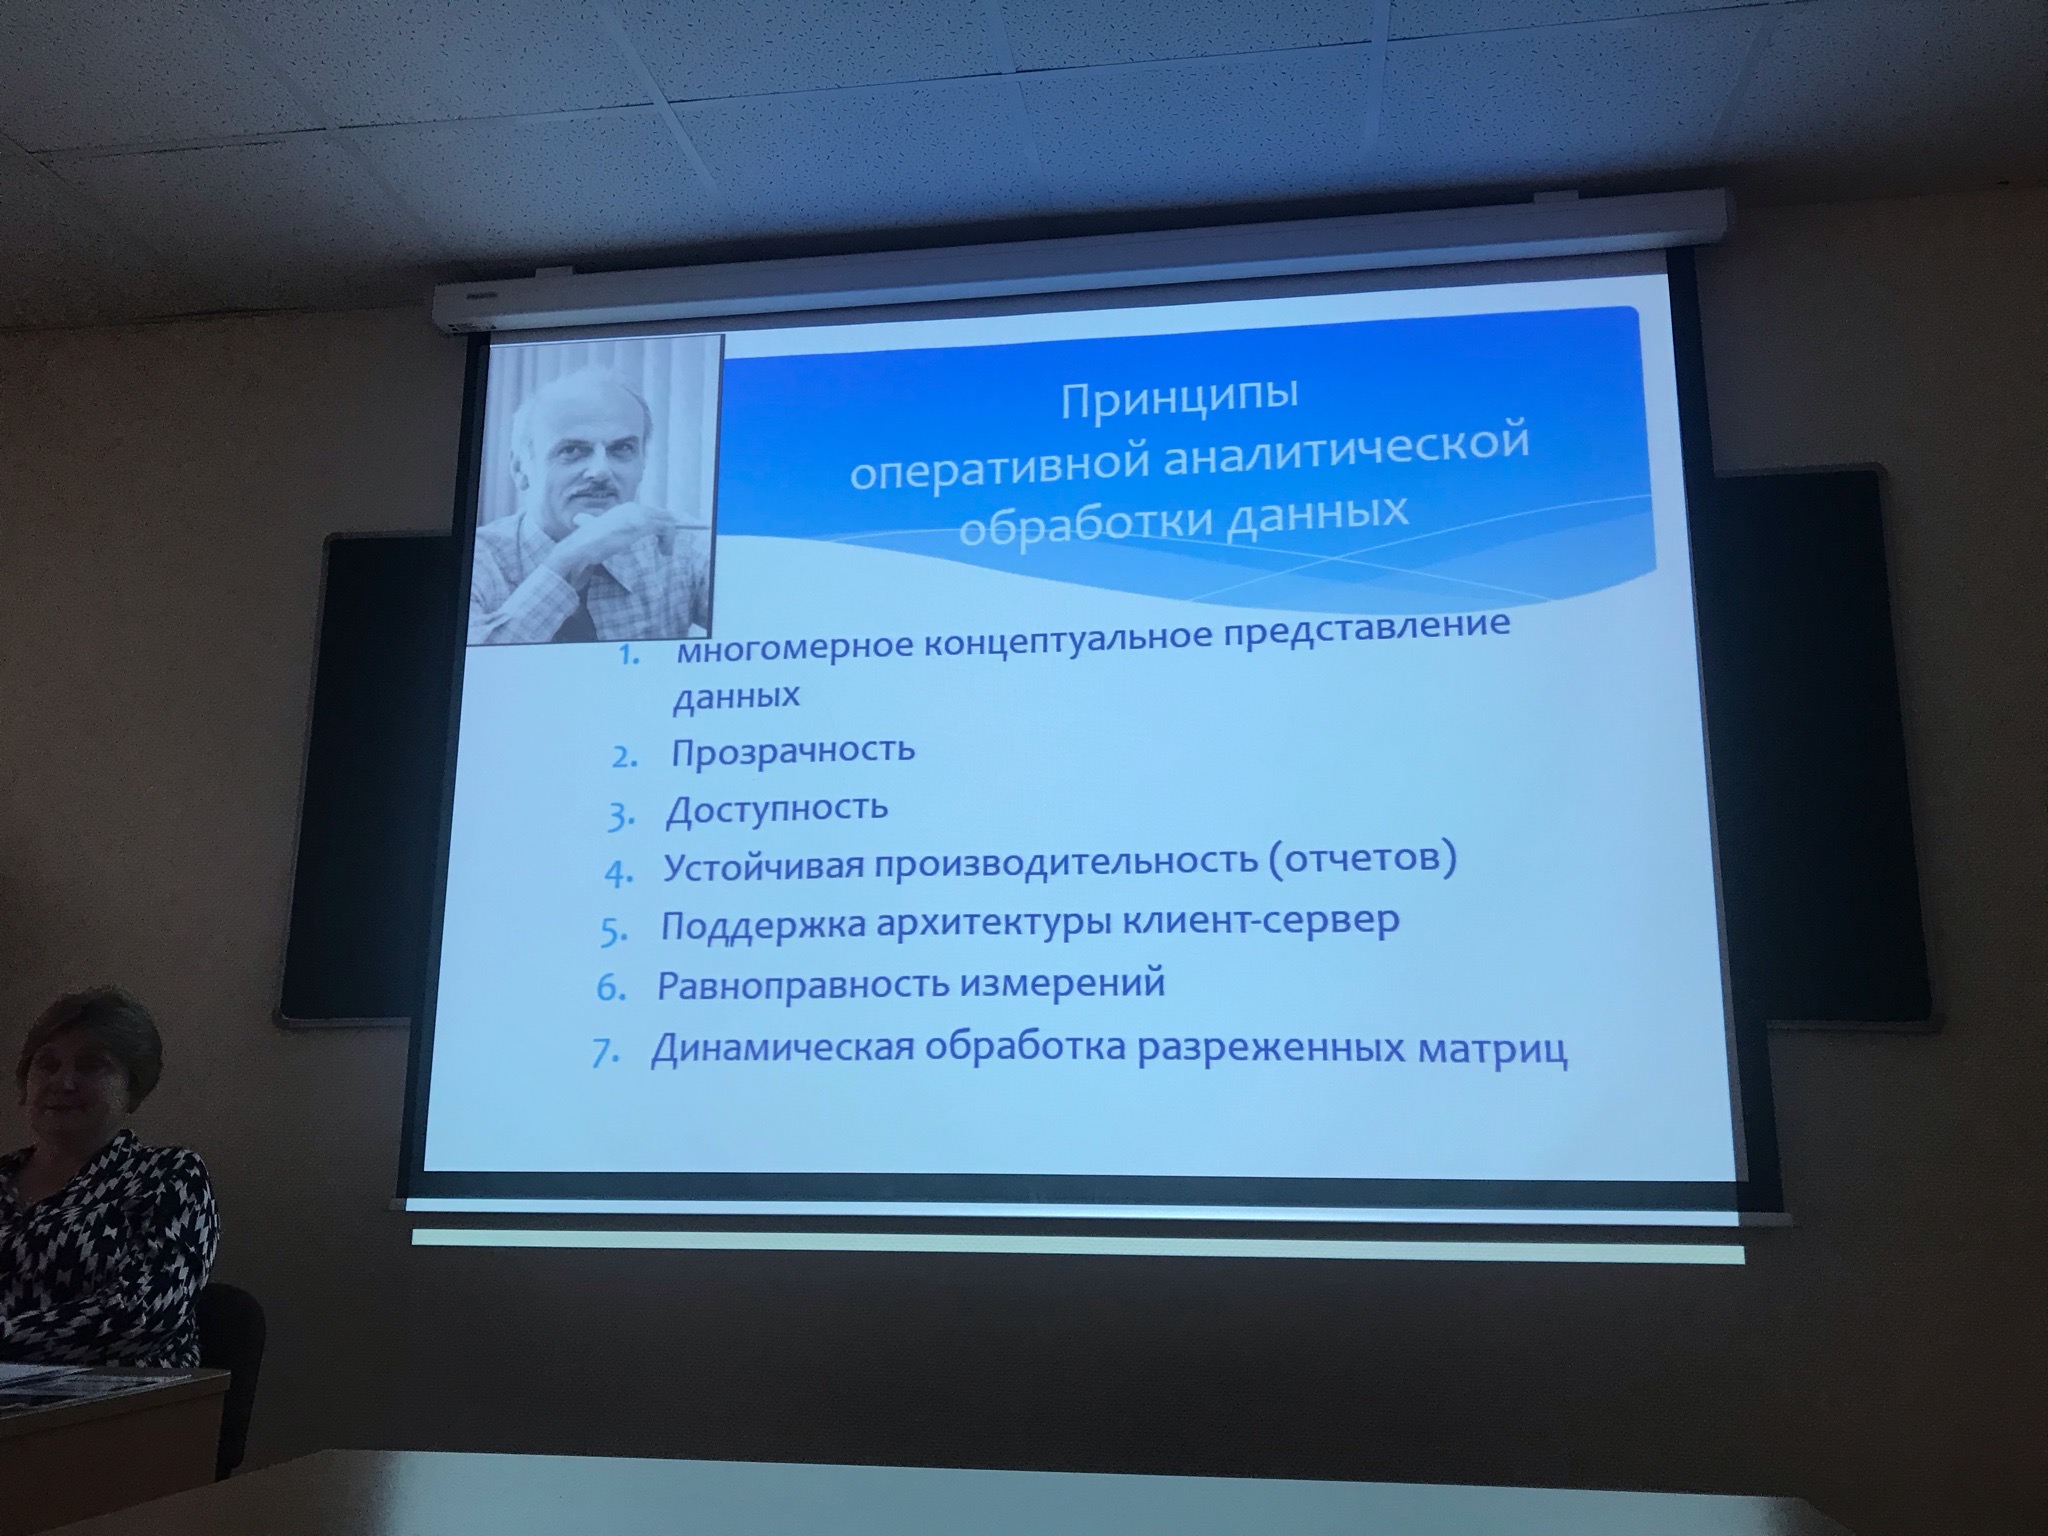 Принципы
оперативной аналитической
обработки данных
1. многомерное концептуальное представление
данных
2. Прозрачность
3. Доступность
4. Устойчивая производительность (отчетов)
5. Поддержка архитектуры клиент-сервер
6. Равноправность измерений
7. Динамическая обработка разреженных матриц